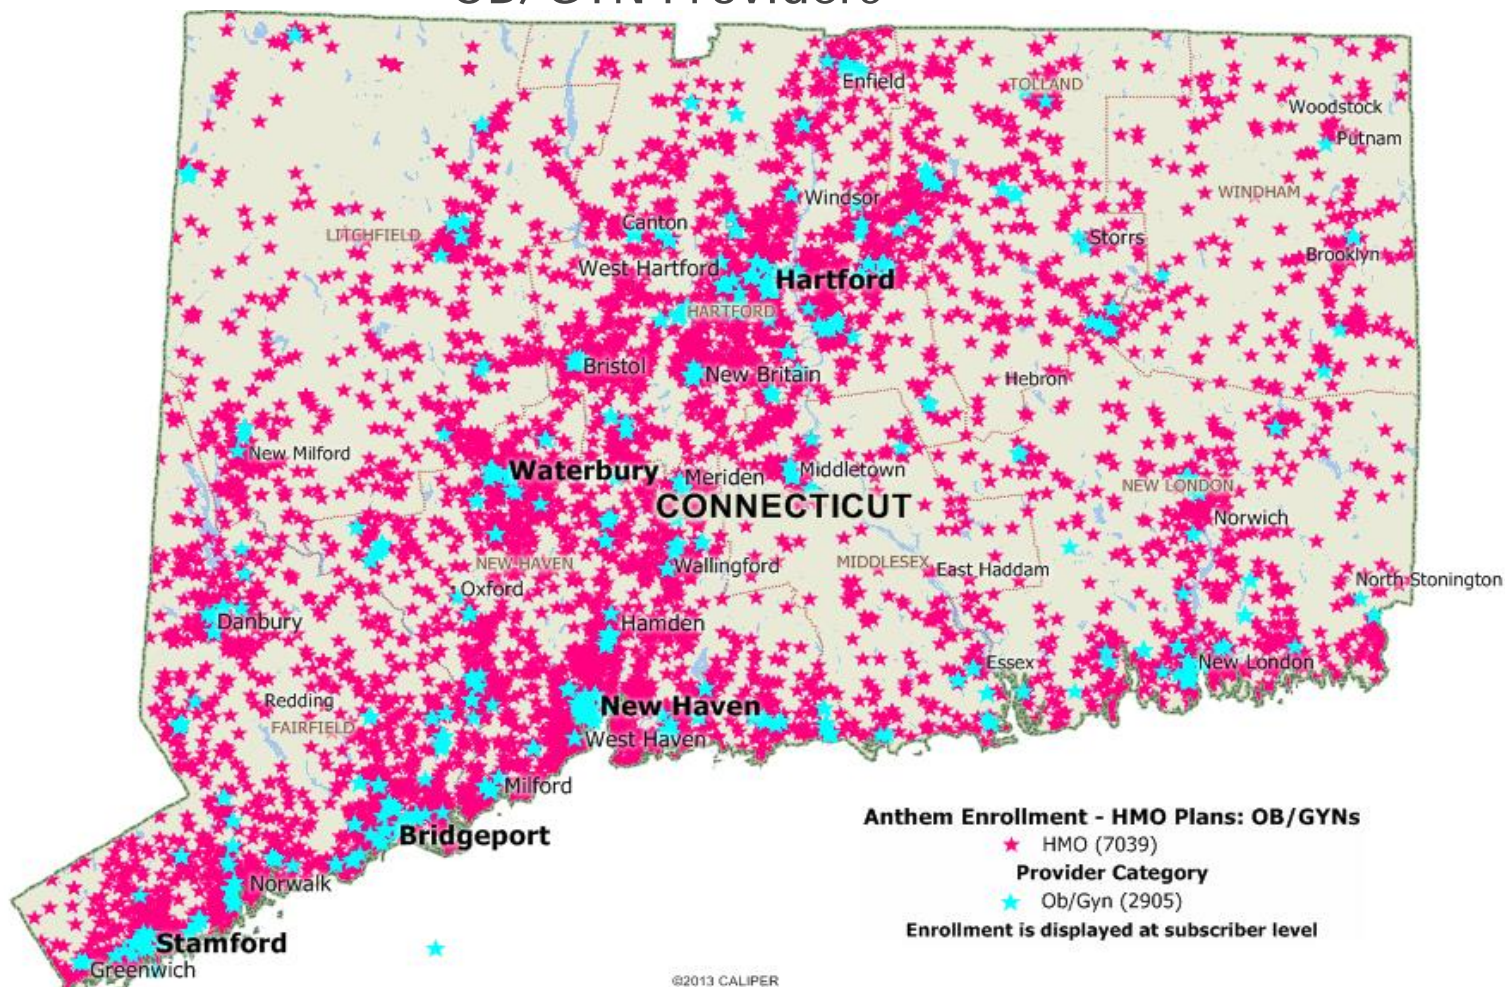 OB/GYN Providers
Enfield
TOLLAND
Woodstock
Putnam
Windsor
WINDHAM
Canton
LITCHFIELD
Storrs
Brooklyn
West Hartford
Hartford
HARTFORD
Bristol
New Britain
Hebron
New Milford
Waterbury
Meriden
Middletown
NEW LONDON
CONNECTICUT
Norwich
NEW HAVEN
Wallingford
MIDDLESEX
East Haddam
North Stonington
Oxford
Danbury
Hamden
Essex
New London
Redding
New Haven
FAIRFIELD
West Haven
Milford
Bridgeport
Norwalk
Stamford
Greenwich
Anthem Enrollment - HMO Plans: OB/GYNs
HMO (7039)
Provider Category
Ob/Gyn (2905)
Enrollment is displayed at subscriber level
©2013 CALIPER